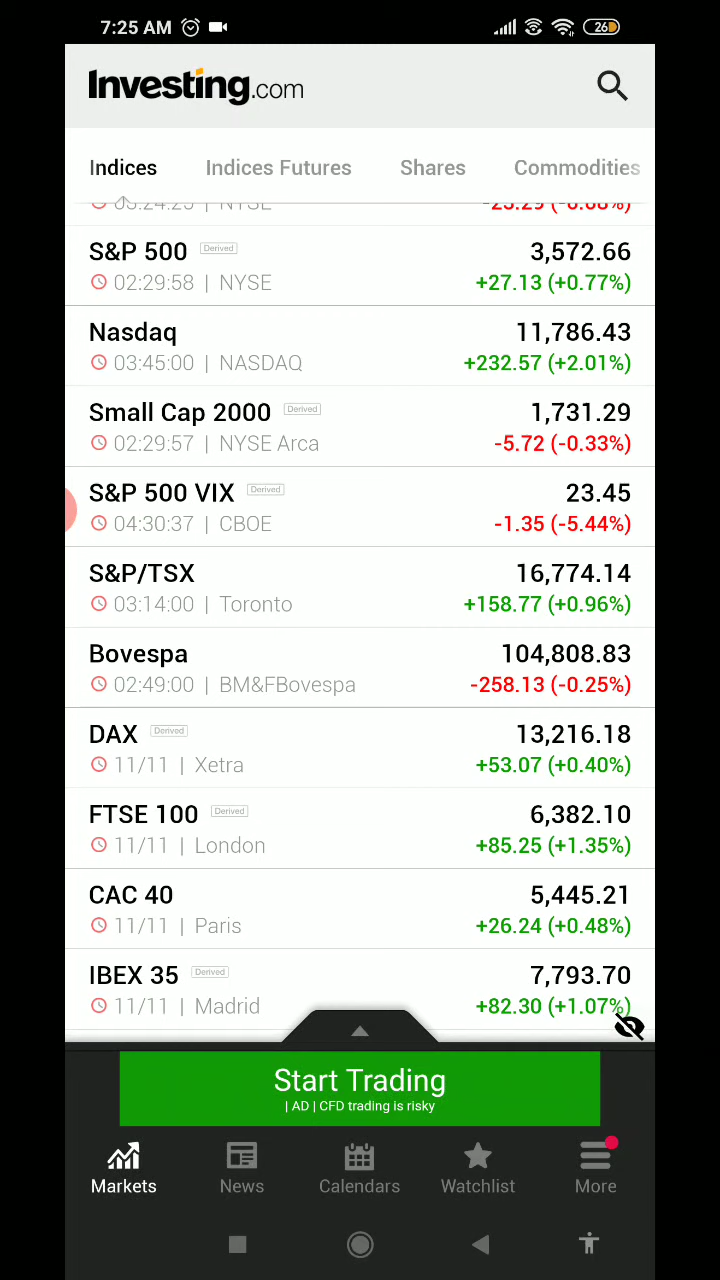 7:25 AM 26
Investing.com
Indices Indices Futures Shares Commodities
S&P 500 Derived 3,572.66
02:29:58 | NYSE +27.13 (+0.77%)
Nasdaq 11,786.43
03:45:00 | NASDAQ +232.57 (+2.01%)
Small Cap 2000 Derived 1,731.29
02:29:57 | NYSE Arca -5.72 (-0.33%)
S&P 500 VIX Derived 23.45
04:30:37 | CBOE -1.35 (-5.44%)
S&P/TSX 16,774.14
03:14:00 | Toronto +158.77 (+0.96%)
Bovespa 104,808.83
02:49:00 | BM&FBovespa -258.13 (-0.25%)
DAX Derived 13,216.18
11/11 | Xetra +53.07 (+0.40%)
FTSE 100 Derived 6,382.10
11/11 | London +85.25 (+1.35%)
CAC 40 5,445.21
11/11 | Paris +26.24 (+0.48%)
IBEX 35 Derived 7,793.70
11/11 | Madrid +82.30 (+1.07%)
Start Trading
| AD | CFD trading is risky
Markets News Calendars Watchlist More